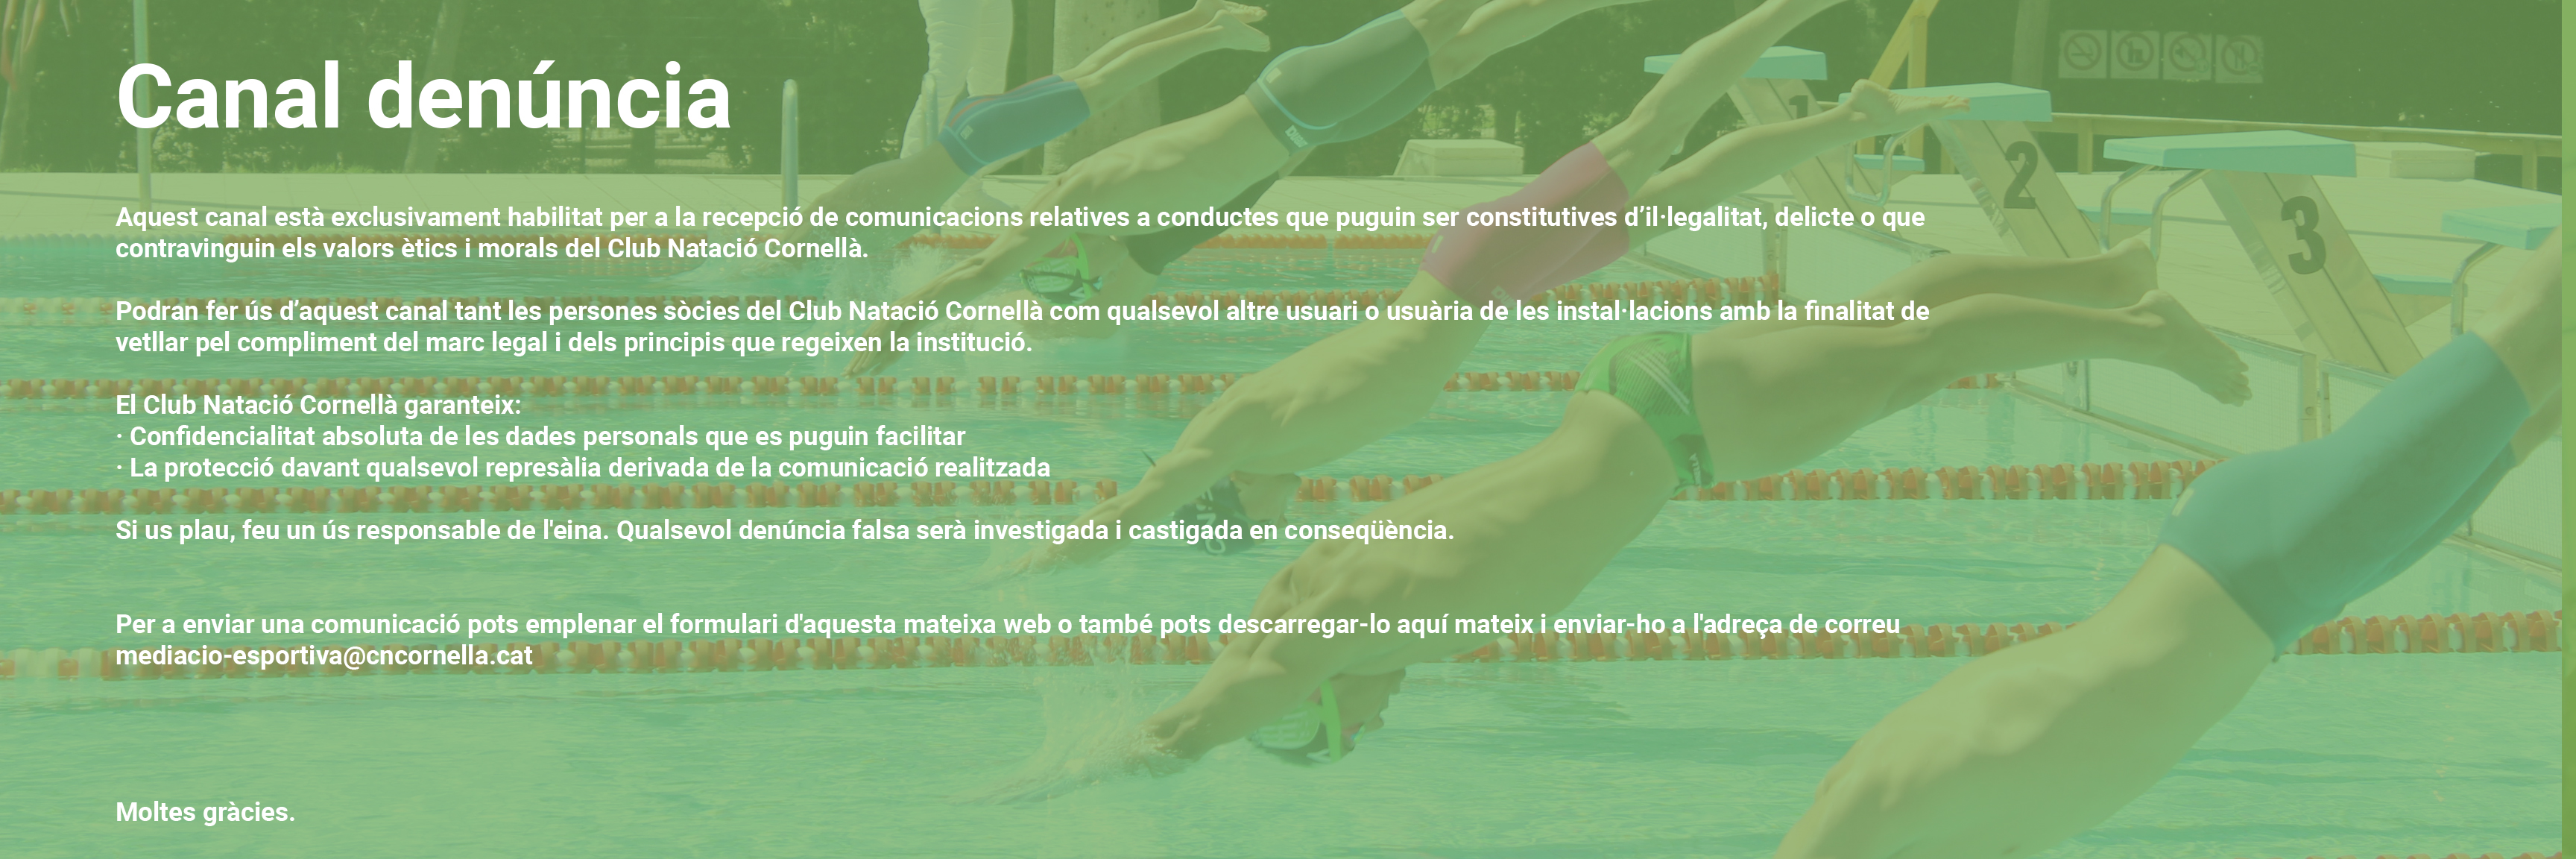 Canal denúncia
Aquest canal està exclusivament habilitat per a la recepció de comunicacions relatives a conductes que puguin ser constitutives d’il·legalitat, delicte o que
contravinguin els valors ètics i morals del Club Natació Cornellà.
Podran fer ús d’aquest canal tant les persones sòcies del Club Natació Cornellà com qualsevol altre usuari o usuària de les instal·lacions amb la finalitat de
vetllar pel compliment del marc legal i dels principis que regeixen la institució.
El Club Natació Cornellà garanteix:
· Confidencialitat absoluta de les dades personals que es puguin facilitar
· La protecció davant qualsevol represàlia derivada de la comunicació realitzada
Si us plau, feu un ús responsable de l'eina. Qualsevol denúncia falsa serà investigada i castigada en conseqüència.
Per a enviar una comunicació pots emplenar el formulari d'aquesta mateixa web o també pots descarregar-lo aquí mateix i enviar-ho a l'adreça de correu
mediacio-esportiva@cncornella.cat
Moltes gràcies.
1
2
3